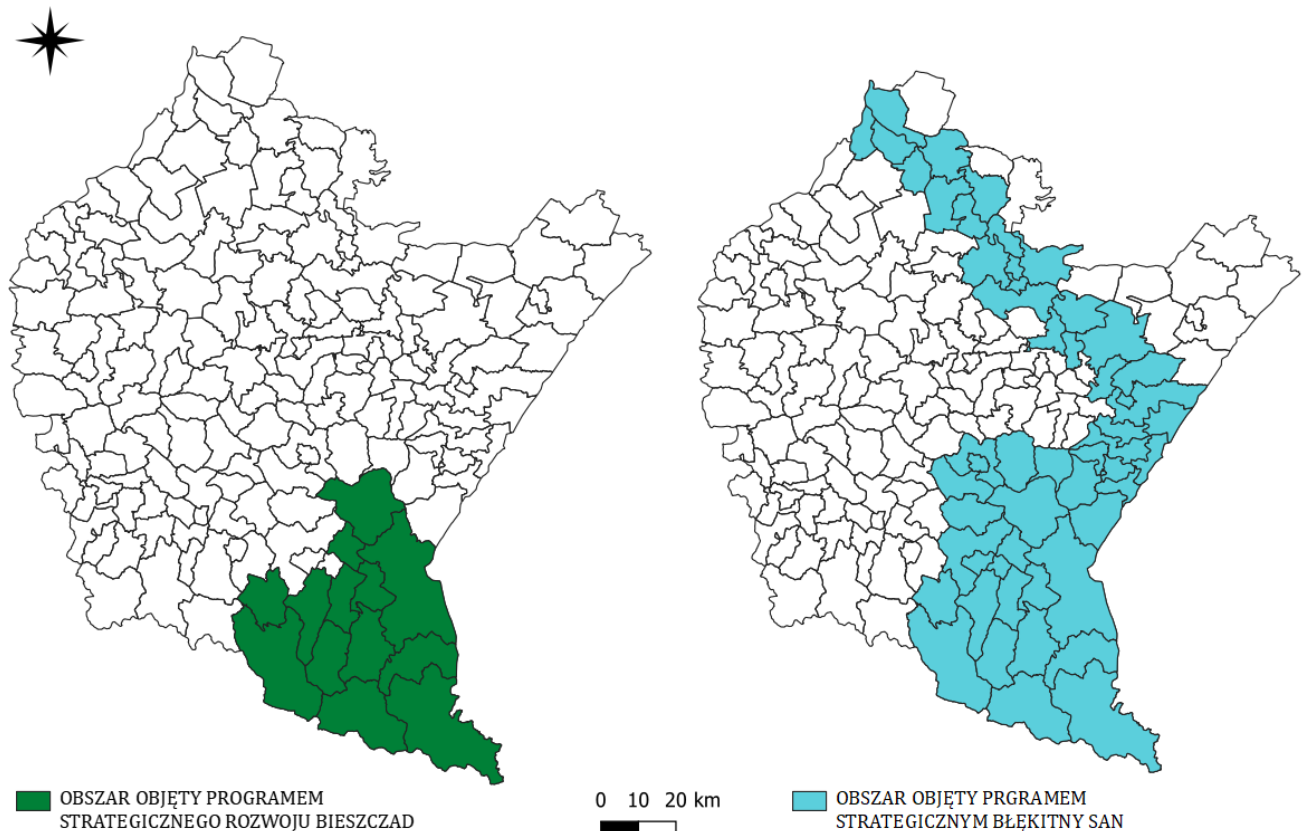 OBSZAR OBJĘTY PROGRAMEM
STRATEGICZNEGO ROZWOJU BIESZCZAD
0 10 20 km
OBSZAR OBJĘTY PRGRAMEM
STRATEGICZNYM BŁĘKITNY SAN